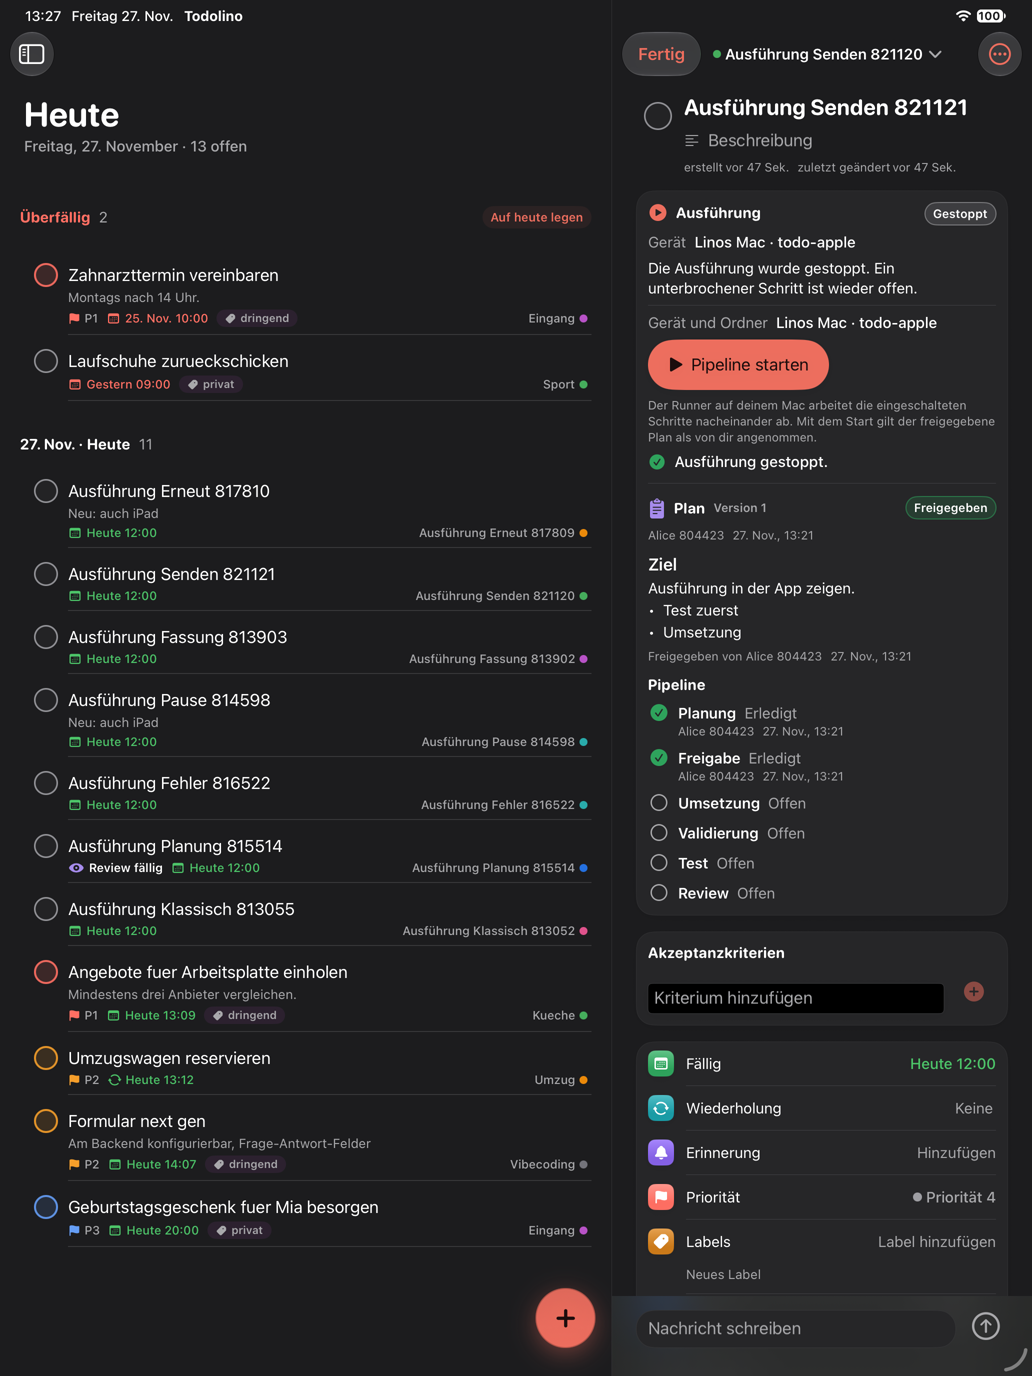 13:27 Freitag 27. Nov. Todolino
100
Heute
Freitag, 27. November · 13 offen
Überfällig 2
Auf heute legen
Zahnarzttermin vereinbaren
Montags nach 14 Uhr.
P1 25. Nov. 10:00 dringend
Eingang
Laufschuhe zurueckschicken
Gestern 09:00 privat
Sport
27. Nov. · Heute 11
Ausführung Erneut 817810
Neu: auch iPad
Heute 12:00
Ausführung Erneut 817809
Ausführung Senden 821121
Heute 12:00
Ausführung Senden 821120
Ausführung Fassung 813903
Heute 12:00
Ausführung Fassung 813902
Ausführung Pause 814598
Neu: auch iPad
Heute 12:00
Ausführung Pause 814598
Ausführung Fehler 816522
Heute 12:00
Ausführung Fehler 816522
Ausführung Planung 815514
Review fällig Heute 12:00
Ausführung Planung 815514
Ausführung Klassisch 813055
Heute 12:00
Ausführung Klassisch 813052
Angebote fuer Arbeitsplatte einholen
Mindestens drei Anbieter vergleichen.
P1 Heute 13:09 dringend
Kueche
Umzugswagen reservieren
P2 Heute 13:12
Umzug
Formular next gen
Am Backend konfigurierbar, Frage-Antwort-Felder
P2 Heute 14:07 dringend
Vibecoding
Geburtstagsgeschenk fuer Mia besorgen
P3 Heute 20:00 privat
Eingang
Fertig
Ausführung Senden 821120
Ausführung Senden 821121
Beschreibung
erstellt vor 47 Sek. zuletzt geändert vor 47 Sek.
Ausführung
Gestoppt
Gerät Linos Mac · todo-apple
Die Ausführung wurde gestoppt. Ein
unterbrochener Schritt ist wieder offen.
Gerät und Ordner Linos Mac · todo-apple
Pipeline starten
Der Runner auf deinem Mac arbeitet die eingeschalteten
Schritte nacheinander ab. Mit dem Start gilt der freigegebene
Plan als von dir angenommen.
Ausführung gestoppt.
Plan Version 1
Freigegeben
Alice 804423 27. Nov., 13:21
Ziel
Ausführung in der App zeigen.
• Test zuerst
• Umsetzung
Freigegeben von Alice 804423 27. Nov., 13:21
Pipeline
Planung Erledigt
Alice 804423 27. Nov., 13:21
Freigabe Erledigt
Alice 804423 27. Nov., 13:21
Umsetzung Offen
Validierung Offen
Test Offen
Review Offen
Akzeptanzkriterien
Kriterium hinzufügen
Fällig Heute 12:00
Wiederholung Keine
Erinnerung Hinzufügen
Priorität Priorität 4
Labels Label hinzufügen
Neues Label
Nachricht schreiben